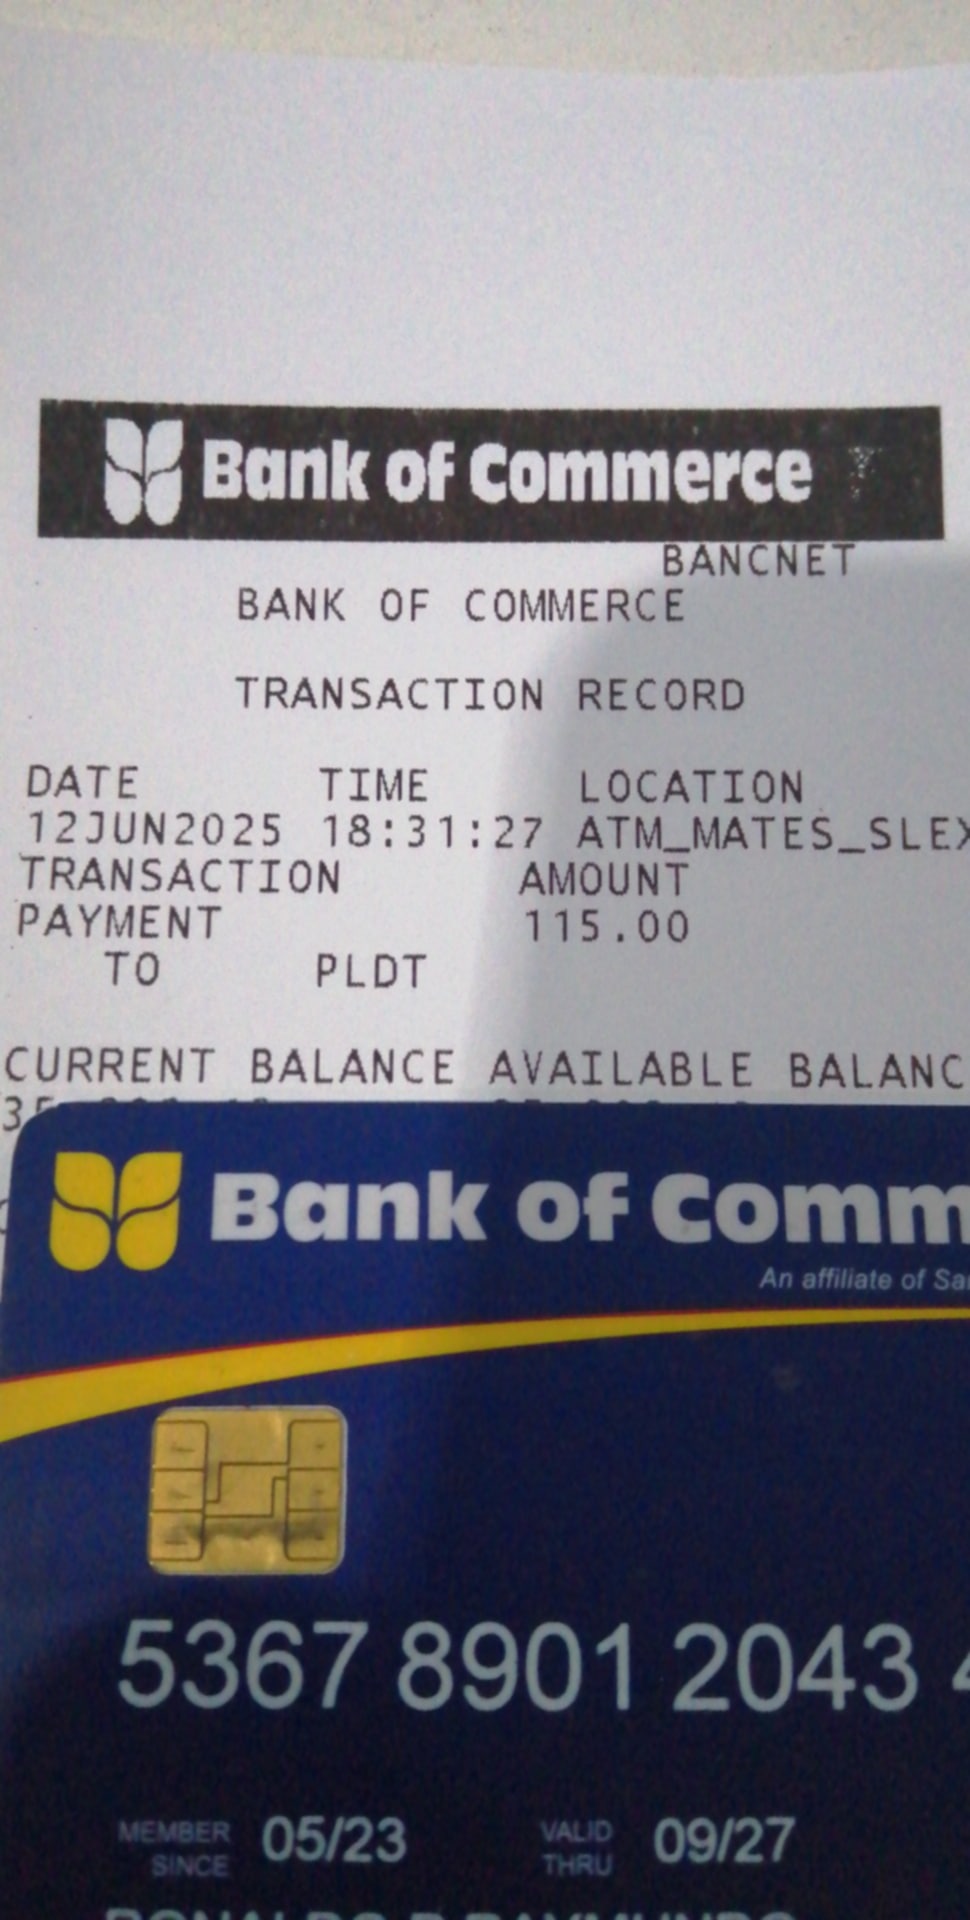 Bank of Commerce
BANCNET
BANK OF COMMERCE
TRANSACTION RECORD
DATE TIME LOCATION
12JUN2025 18:31:27 ATM_MATES_SLEX
TRANSACTION AMOUNT
PAYMENT 115.00
TO PLDT
CURRENT BALANCE AVAILABLE BALANC
Bank of Comm
An affiliate of Sa
5367 8901 2043 4
MEMBER SINCE 05/23 VALID THRU 09/27